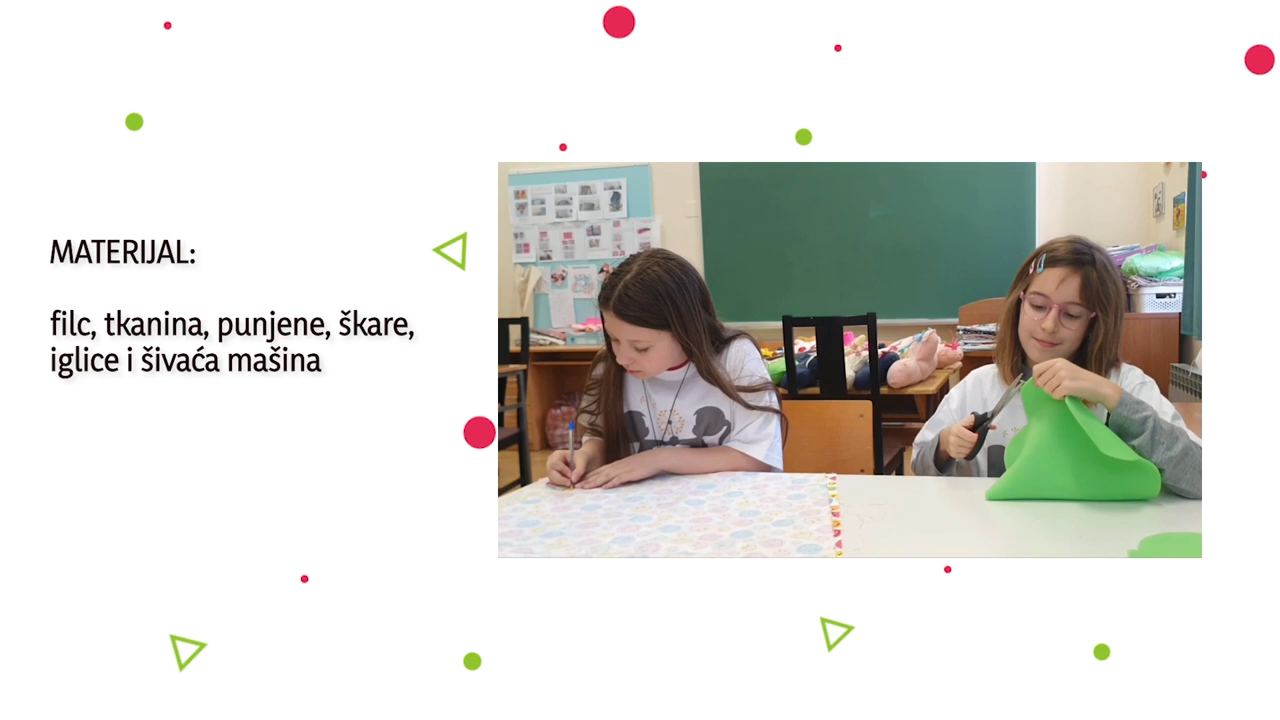 MATERIJAL:
filc, tkanina, punjene, škare,
iglice i šivaća mašina